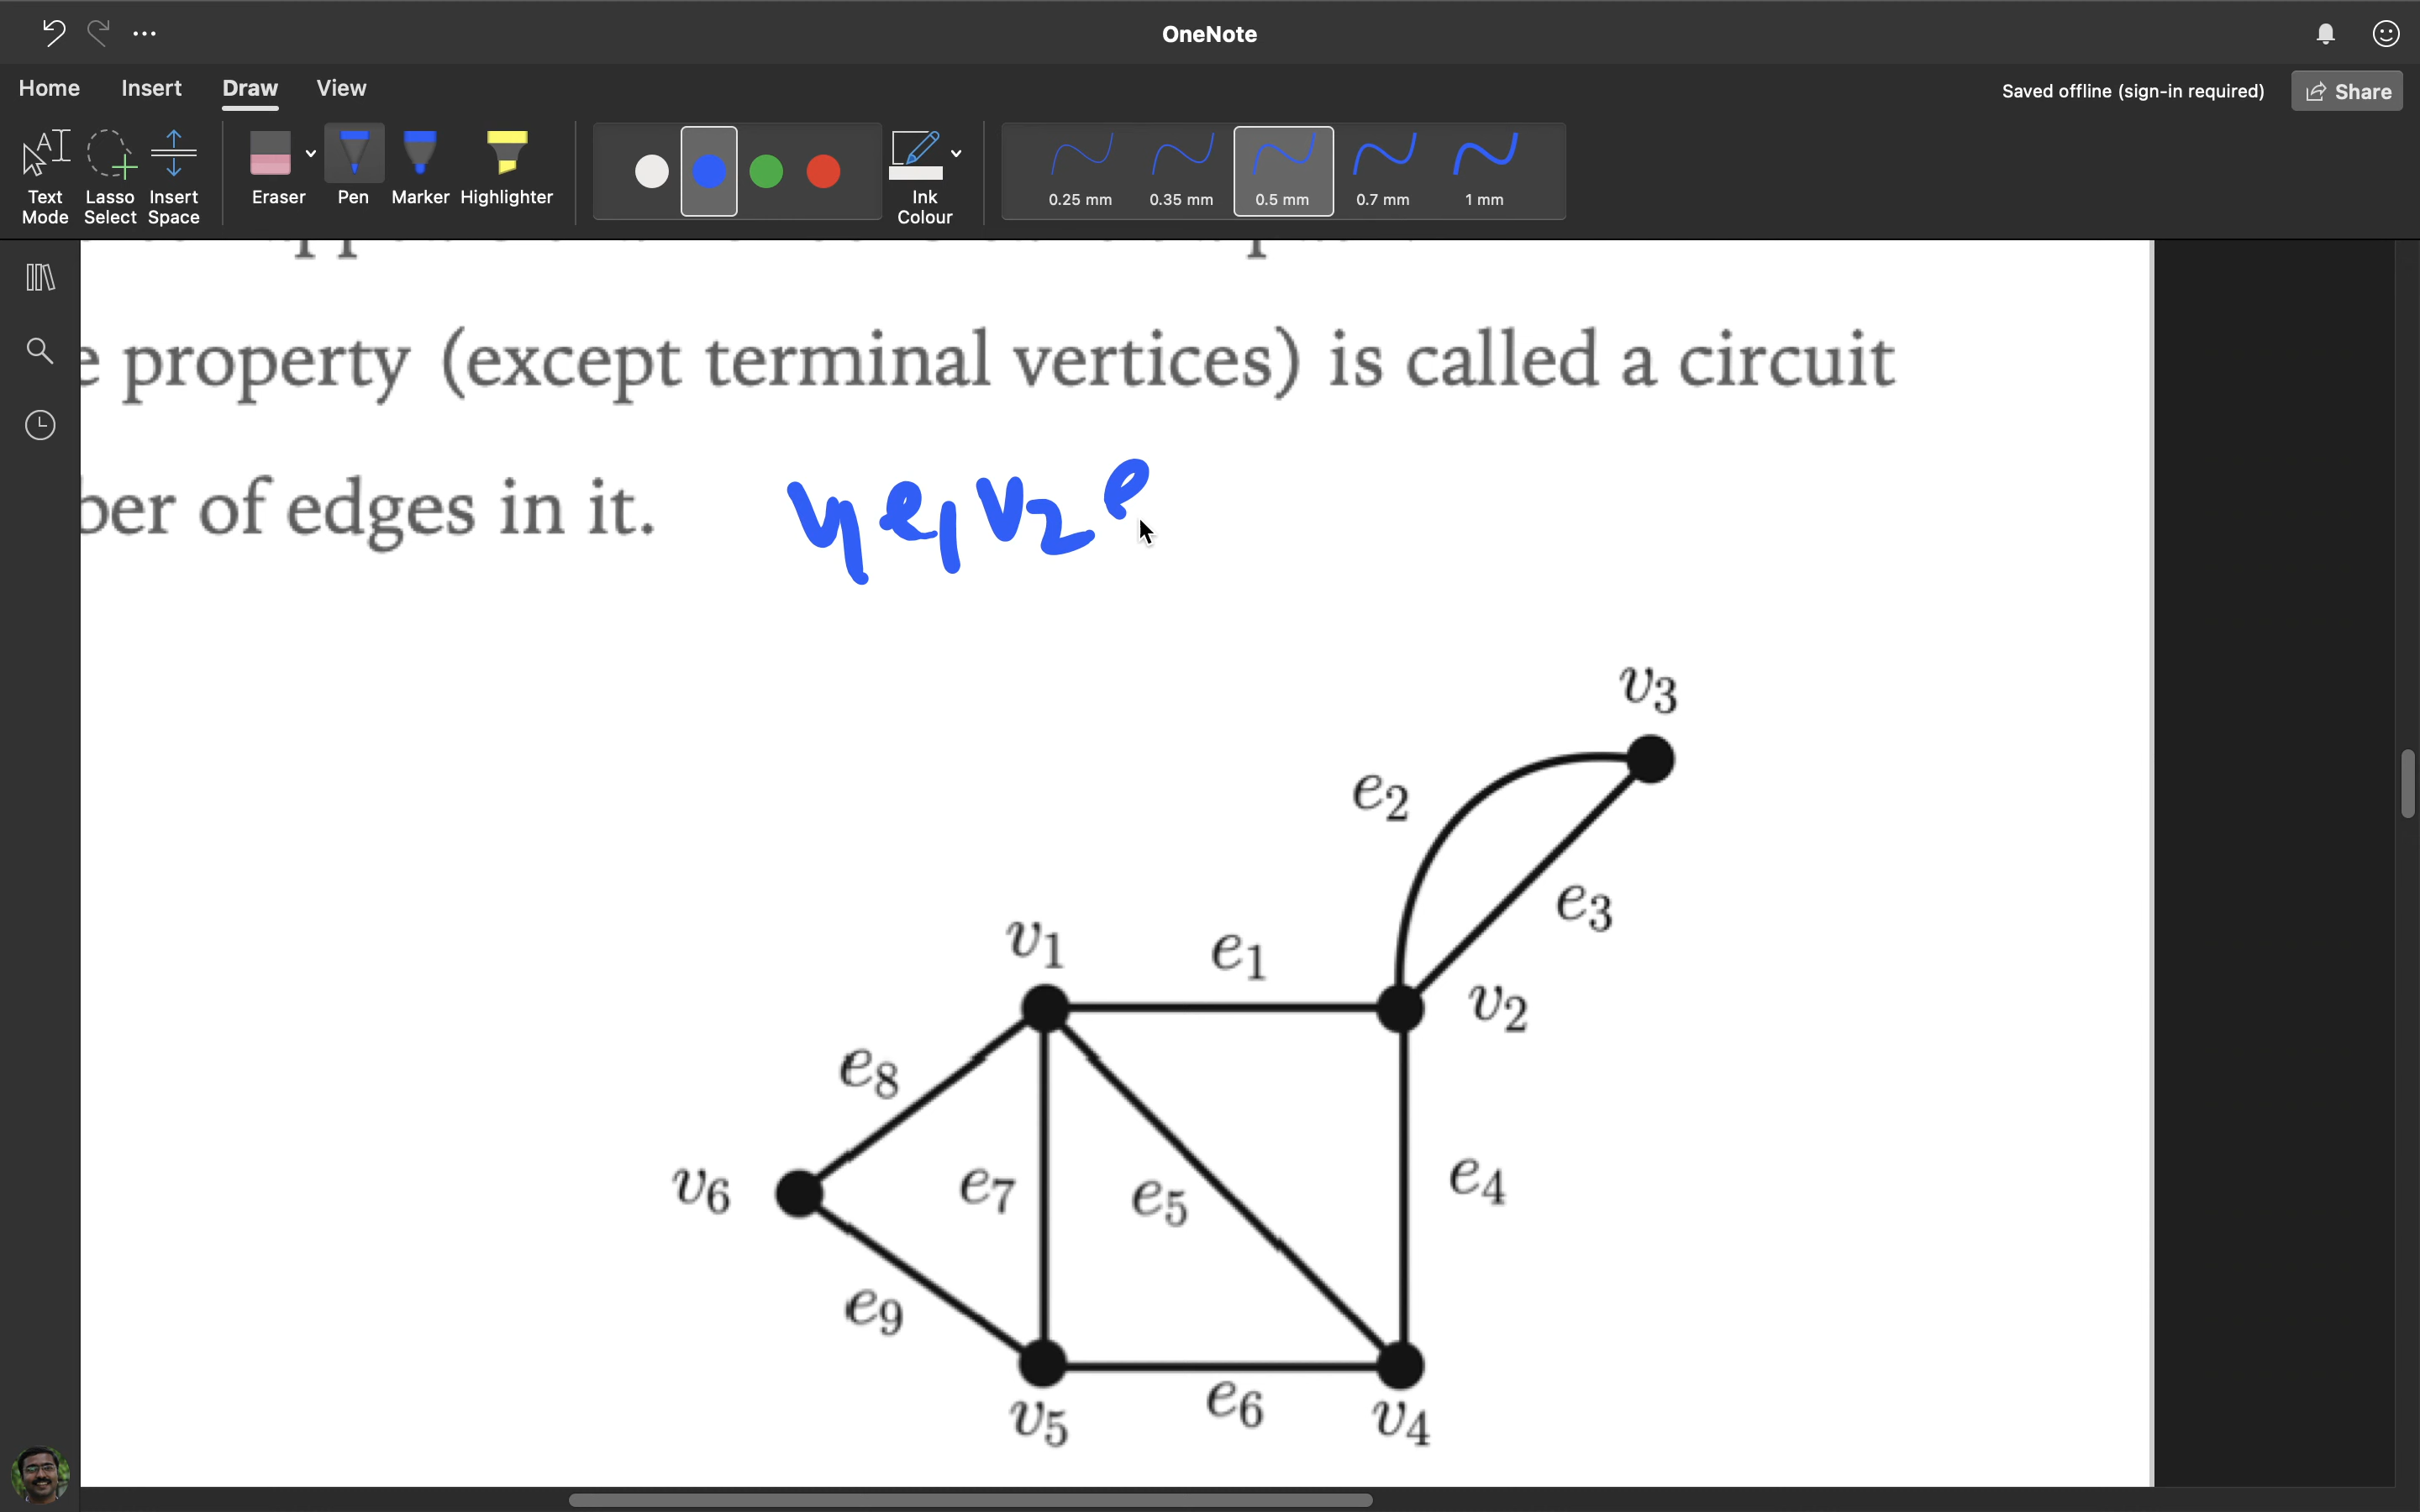 OneNote
Home Insert Draw View
Saved offline (sign-in required) Share
Text Mode
Lasso Select
Insert Space
Eraser
Pen
Marker
Highlighter
Ink Colour
0.25 mm
0.35 mm
0.5 mm
0.7 mm
1 mm
e property (except terminal vertices) is called a circuit
ber of edges in it. v1 e1 v2 e
v3
e2
e3
v1 e1
v2
e8
v6 e7 e5 e4
e9
e6
v5 v4